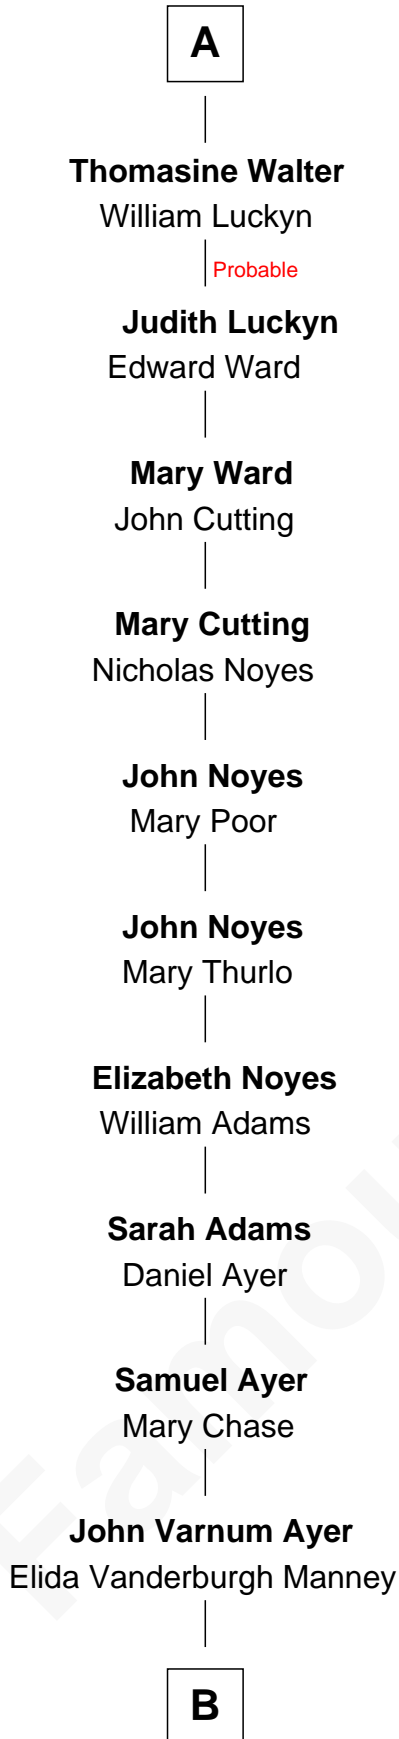 A
Thomasine Walter
William Luckyn
Probable
Judith Luckyn
Edward Ward
Mary Ward
John Cutting
Mary Cutting
Nicholas Noyes
John Noyes
Mary Poor
John Noyes
Mary Thurlo
Elizabeth Noyes
William Adams
Sarah Adams
Daniel Ayer
Samuel Ayer
Mary Chase
John Varnum Ayer
Elida Vanderburgh Manney
B
Famou